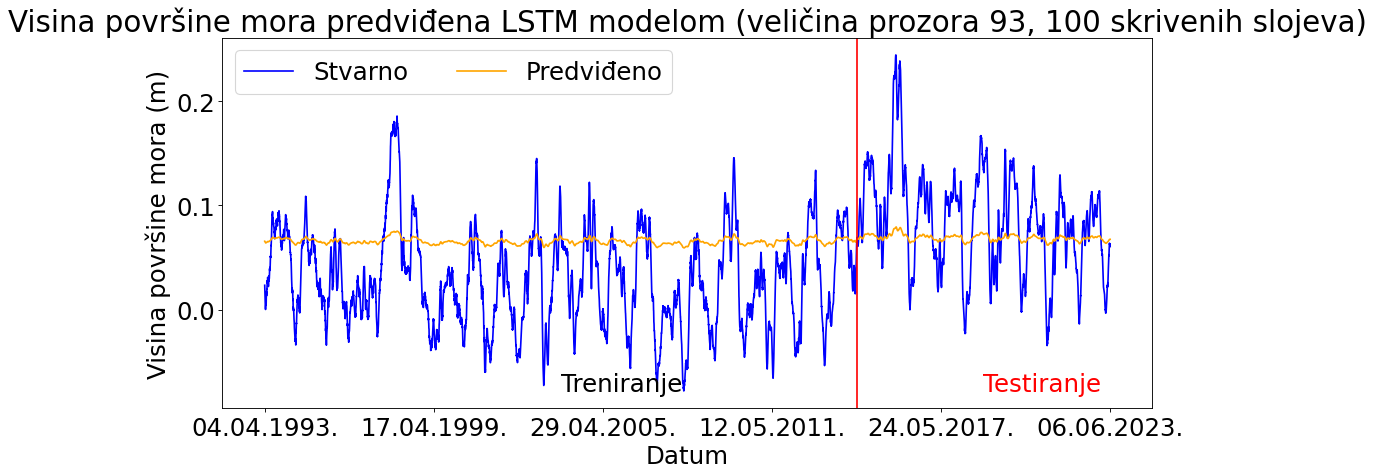 Visina površine mora predviđena LSTM modelom (veličina prozora 93, 100 skrivenih slojeva)
Stvarno Predviđeno
Visina površine mora (m)
0.2
0.1
0.0
Treniranje Testiranje
04.04.1993. 17.04.1999. 29.04.2005. 12.05.2011. 24.05.2017. 06.06.2023.
Datum